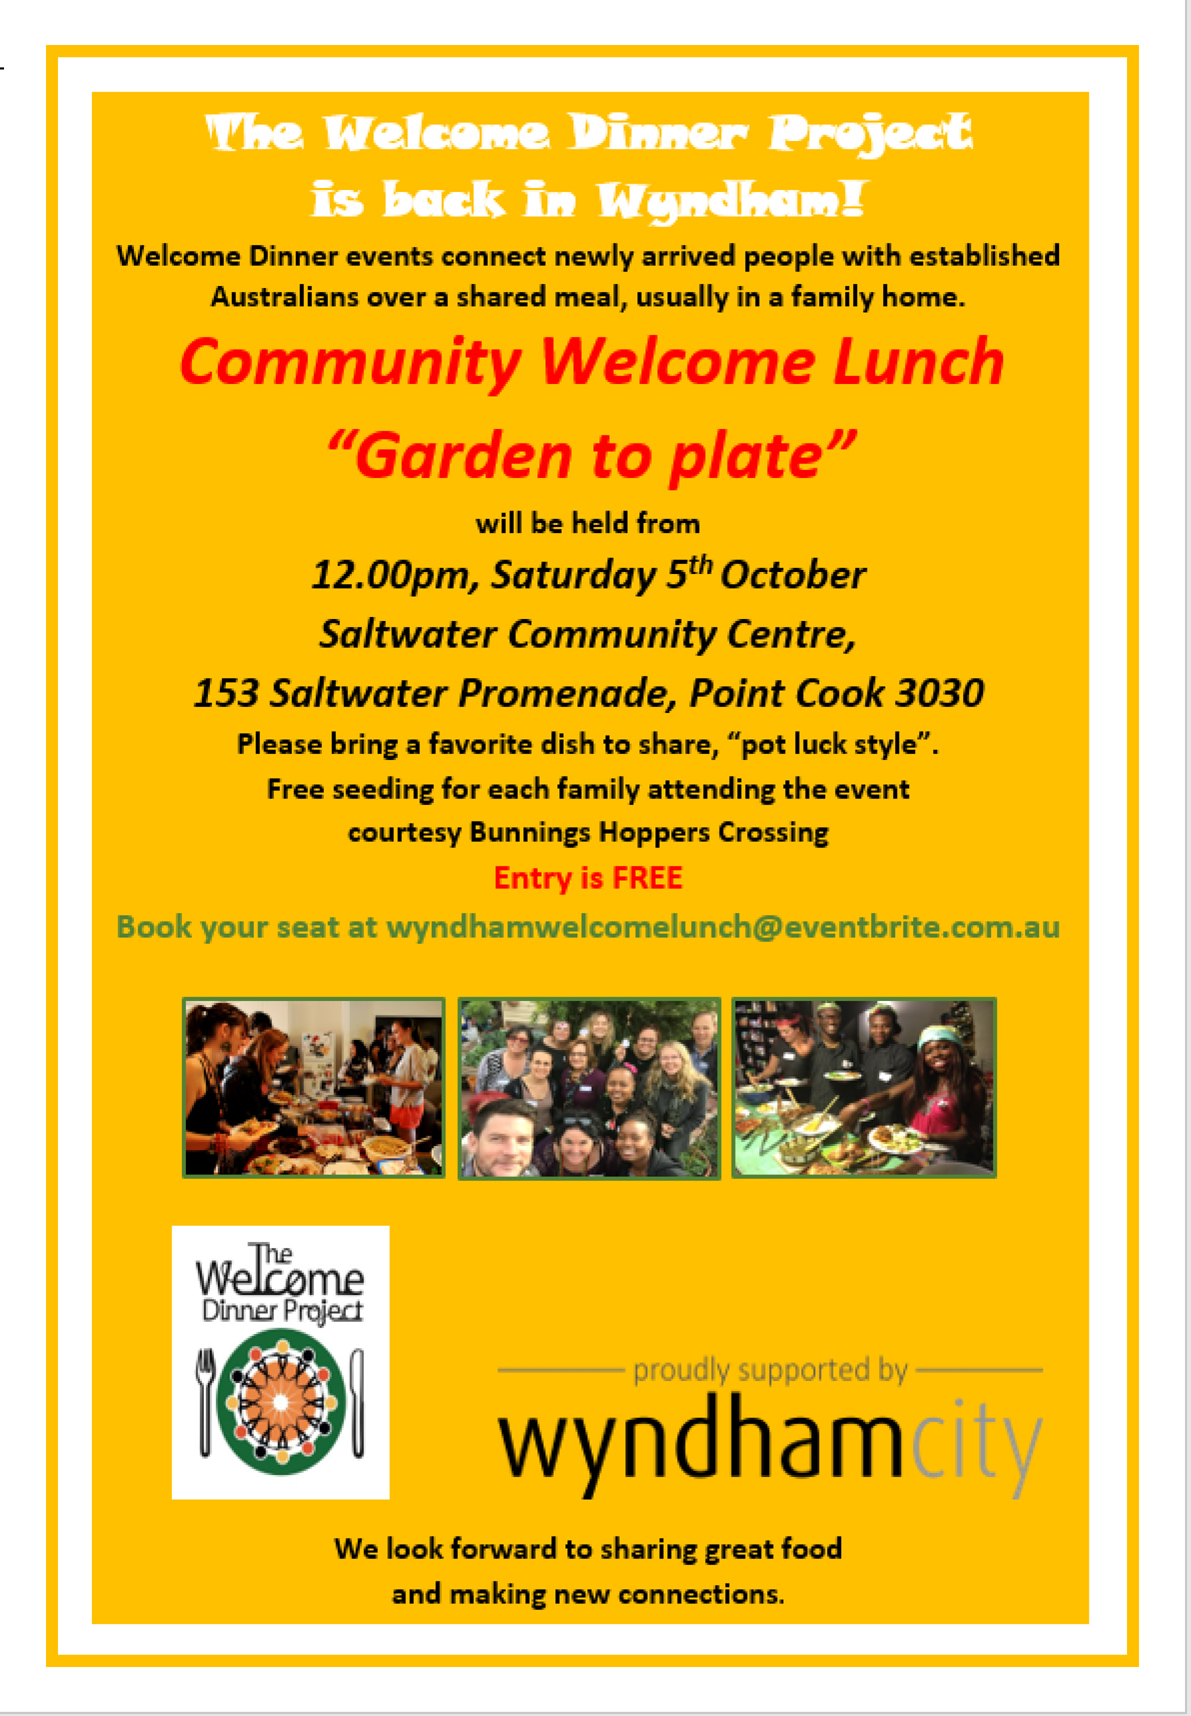 The Welcome Dinner Project
is back in Wyndham!
Welcome Dinner events connect newly arrived people with established
Australians over a shared meal, usually in a family home.
Community Welcome Lunch
“Garden to plate”
will be held from
12.00pm, Saturday 5th October
Saltwater Community Centre,
153 Saltwater Promenade, Point Cook 3030
Please bring a favorite dish to share, “pot luck style”.
Free seeding for each family attending the event
courtesy Bunnings Hoppers Crossing
Entry is FREE
Book your seat at wyndhamwelcomelunch@eventbrite.com.au
The
Welcome
Dinner Project
proudly supported by
wyndhamcity
We look forward to sharing great food
and making new connections.